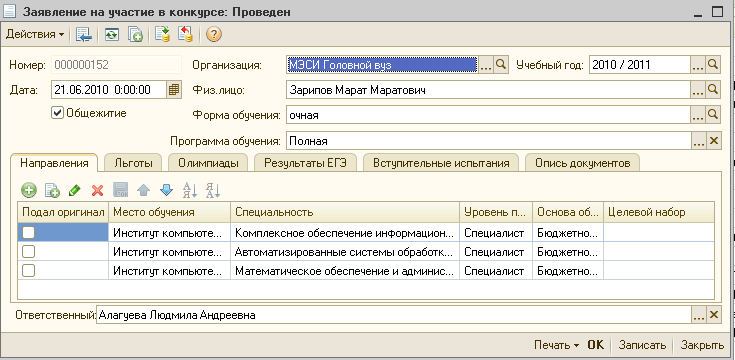 Заявление на участие в конкурсе: Проведен
Действия
Номер: 000000152 Организация: МЭСИ Головной вуз ... Учебный год: 2010 / 2011 ...
Дата: 21.06.2010 0:00:00 Физ.лицо: Зарипов Марат Маратович ...
Общежитие Форма обучения: очная ...
Программа обучения: Полная ...
Направления Льготы Олимпиады Результаты ЕГЭ Вступительные испытания Опись документов
Подал оригинал Место обучения Специальность Уровень п... Основа об... Целевой набор
Институт компьюте... Комплексное обеспечение информацион... Специалист Бюджетно...
Институт компьюте... Автоматизированные системы обработк... Специалист Бюджетно...
Институт компьюте... Математическое обеспечение и админис... Специалист Бюджетно...
Ответственный: Алагуева Людмила Андреевна ...
Печать OK Записать Закрыть